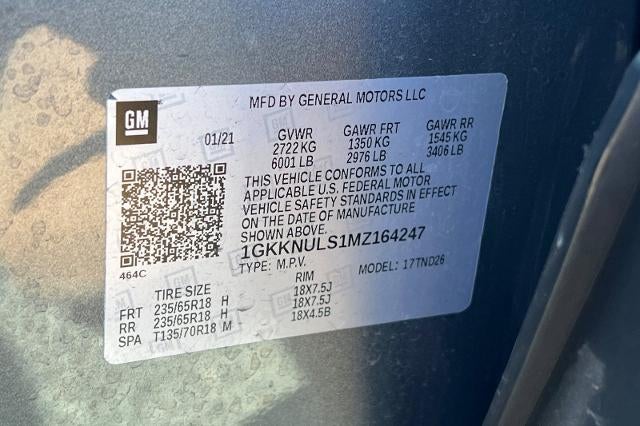 GM
MFD BY GENERAL MOTORS LLC
01/21
GVWR
2722 KG
6001 LB
GAWR FRT
1350 KG
2976 LB
GAWR RR
1545 KG
3406 LB
THIS VEHICLE CONFORMS TO ALL
APPLICABLE U.S. FEDERAL MOTOR
VEHICLE SAFETY STANDARDS IN EFFECT
ON THE DATE OF MANUFACTURE
SHOWN ABOVE.
1GKKNULS1MZ164247
TYPE: M.P.V. MODEL: 17TND26
464C
TIRE SIZE RIM
FRT 235/65R18 H 18X7.5J
RR 235/65R18 H 18X7.5J
SPA T135/70R18 M 18X4.5B